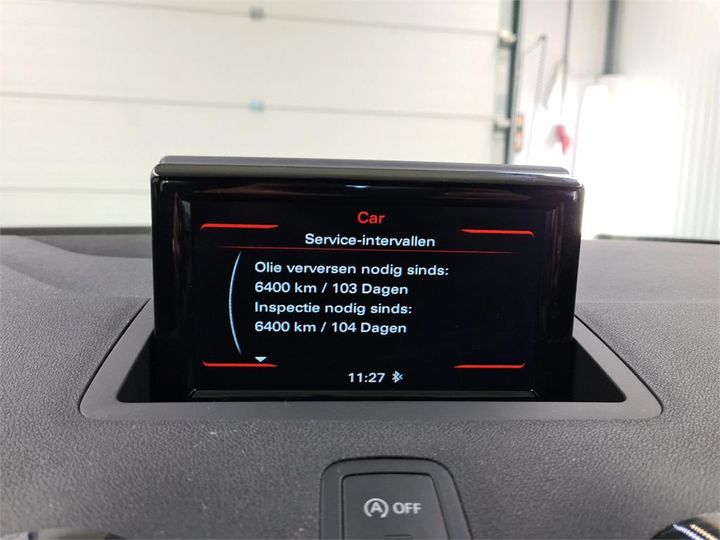 Car
Service-intervallen
Olie verversen nodig sinds:
6400 km / 103 Dagen
Inspectie nodig sinds:
6400 km / 104 Dagen
11:27
A OFF